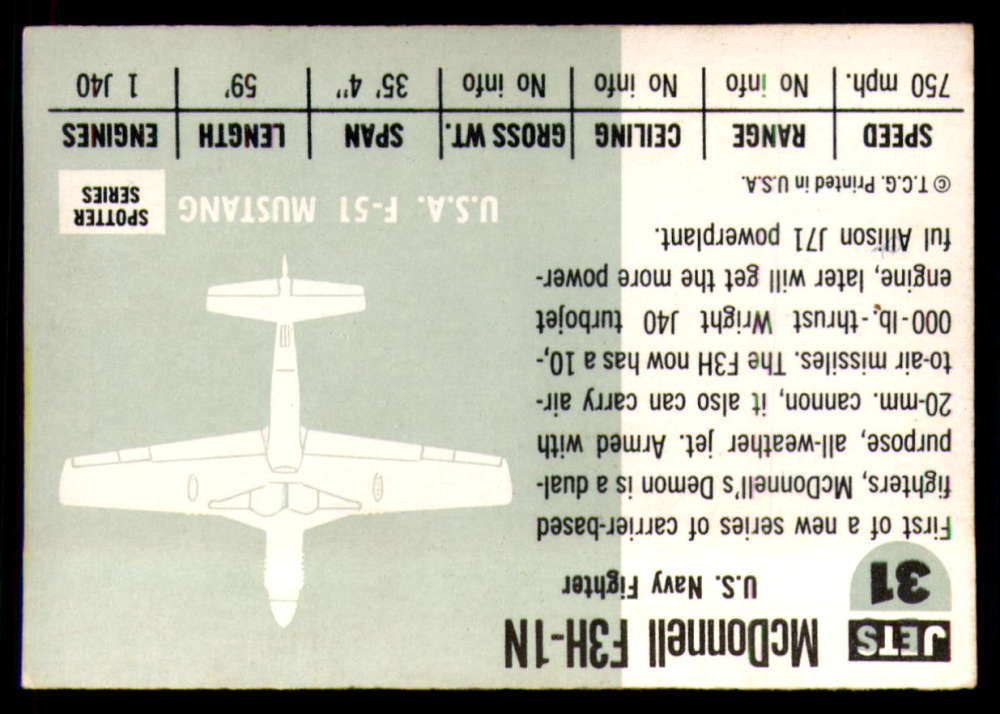 JETS
31
McDonnell F3H-1N
U.S. Navy Fighter
First of a new series of carrier-based
fighters, McDonnell's Demon is a dual-
purpose, all-weather jet. Armed with
20-mm. cannon, it also can carry air-
to-air missiles. The F3H now has a 10,-
000-lb.-thrust Wright J40 turbojet
engine, later will get the more power-
ful Allison J71 powerplant.
© T.C.G. Printed in U.S.A.
U.S.A. F-51 MUSTANG
SPOTTER
SERIES
SPEED RANGE CEILING GROSS WT. SPAN LENGTH ENGINES
750 mph. No info No info No info 35' 4" 59' 1 J40